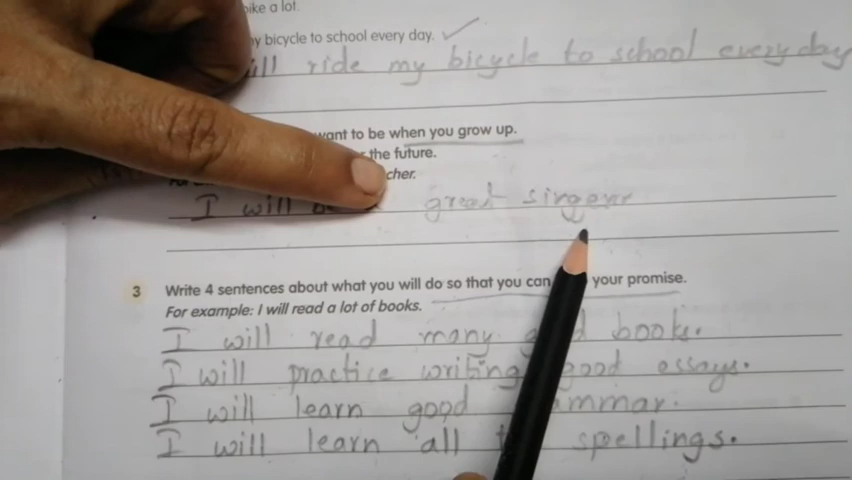 bike a lot.
my bicycle to school every day.
will ride my bicycle to school every day
want to be when you grow up.
the future.
I will great
3 Write 4 sentences about what you will do so that you can your promise.
For example: I will read a lot of books.
I will read many books.
I will practice writing good essays.
I will learn good
I will learn all spellings.